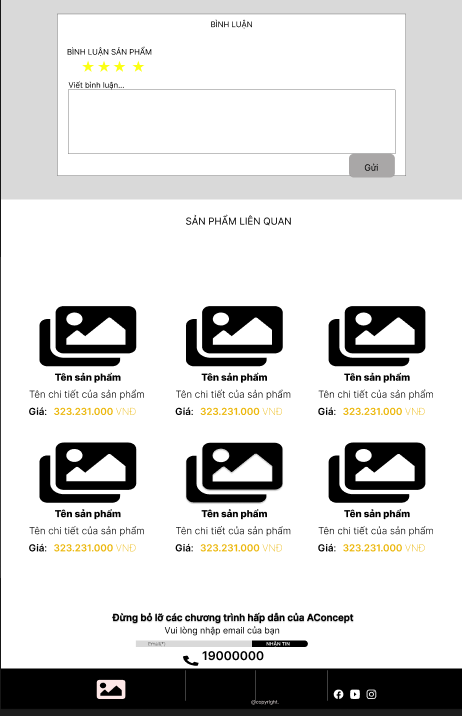 BÌNH LUẬN
BÌNH LUẬN SẢN PHẨM
Viết bình luận...
Gửi
SẢN PHẨM LIÊN QUAN
Tên sản phẩm Tên sản phẩm Tên sản phẩm
Tên chi tiết của sản phẩm Tên chi tiết của sản phẩm Tên chi tiết của sản phẩm
Giá: 323.231.000 VNĐ Giá: 323.231.000 VNĐ Giá: 323.231.000 VNĐ
Tên sản phẩm Tên sản phẩm Tên sản phẩm
Tên chi tiết của sản phẩm Tên chi tiết của sản phẩm Tên chi tiết của sản phẩm
Giá: 323.231.000 VNĐ Giá: 323.231.000 VNĐ Giá: 323.231.000 VNĐ
Đừng bỏ lỡ các chương trình hấp dẫn của AConcept
Vui lòng nhập email của bạn
Email(*) NHẬN TIN
19000000
@copyright.